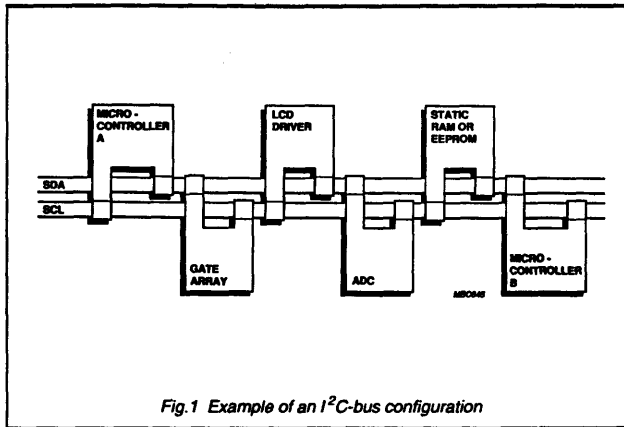 MICRO -
CONTROLLER
A
LCD
DRIVER
STATIC
RAM OR
EEPROM
SDA
SCL
GATE
ARRAY
ADC
MICRO -
CONTROLLER
B
Fig.1 Example of an I²C-bus configuration